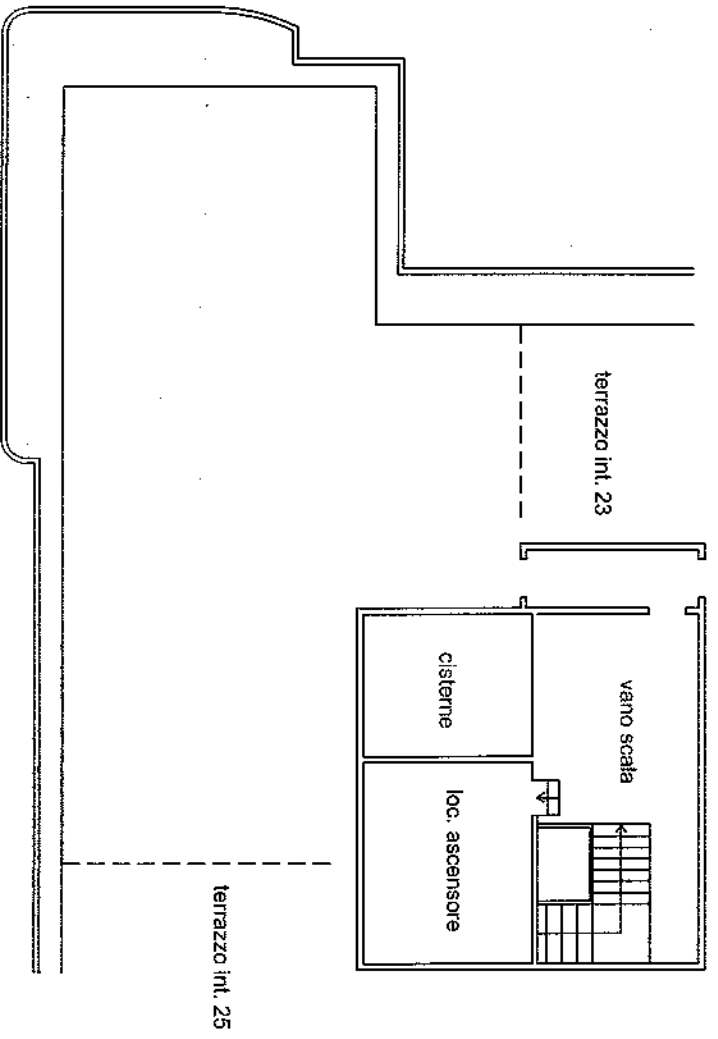 terrazzo int. 23
vano scala
cisterne
loc. ascensore
terrazzo int. 25